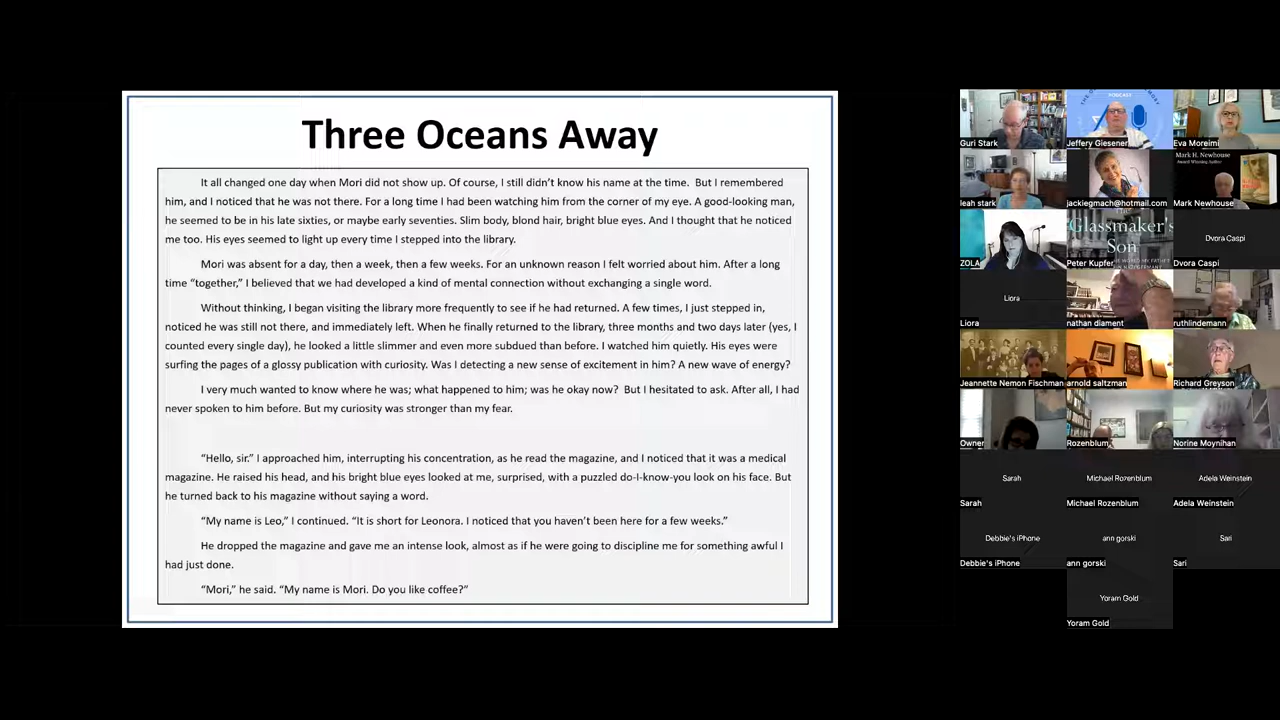 Three Oceans Away
It all changed one day when Mori did not show up. Of course, I still didn't know his name at the time.  But I remembered
him, and I noticed that he was not there. For a long time I had been watching him from the corner of my eye. A good-looking man,
he seemed to be in his late sixties, or maybe early seventies. Slim body, blond hair, bright blue eyes. And I thought that he noticed
me too. His eyes seemed to light up every time I stepped into the library.
Mori was absent for a day, then a week, then a few weeks. For an unknown reason I felt worried about him. After a long
time “together,” I believed that we had developed a kind of mental connection without exchanging a single word.
Without thinking, I began visiting the library more frequently to see if he had returned. A few times, I just stepped in,
noticed he was still not there, and immediately left. When he finally returned to the library, three months and two days later (yes, I
counted every single day), he looked a little slimmer and even more subdued than before. I watched him quietly. His eyes were
surfing the pages of a glossy publication with curiosity. Was I detecting a new sense of excitement in him? A new wave of energy?
I very much wanted to know where he was; what happened to him; was he okay now?  But I hesitated to ask. After all, I had
never spoken to him before. But my curiosity was stronger than my fear.
“Hello, sir.” I approached him, interrupting his concentration, as he read the magazine, and I noticed that it was a medical
magazine. He raised his head, and his bright blue eyes looked at me, surprised, with a puzzled do-I-know-you look on his face. But
he turned back to his magazine without saying a word.
“My name is Leo,” I continued. “It is short for Leonora. I noticed that you haven't been here for a few weeks.”
He dropped the magazine and gave me an intense look, almost as if he were going to discipline me for something awful I
had just done.
“Mori,” he said. “My name is Mori. Do you like coffee?”
PODCAST
Guri Stark
Jeffery Giesener
Eva Moreimi
Mark H. Newhouse
Award Winning Author
leah stark
jackiegmach@hotmail.com
Mark Newhouse
Glassmaker's
Son
Dvora Caspi
ZOLA
Peter Kupfer
Dvora Caspi
Liora
Liora
nathan diament
ruthlindemann
Jeannette Nemon Fischman
arnold saltzman
Richard Greyson
Owner
Rozenblum,
Norine Moynihan
Sarah
Michael Rozenblum
Adela Weinstein
Sarah
Michael Rozenblum
Adela Weinstein
Debbie's iPhone
ann gorski
Sari
Debbie's iPhone
ann gorski
Sari
Yoram Gold
Yoram Gold